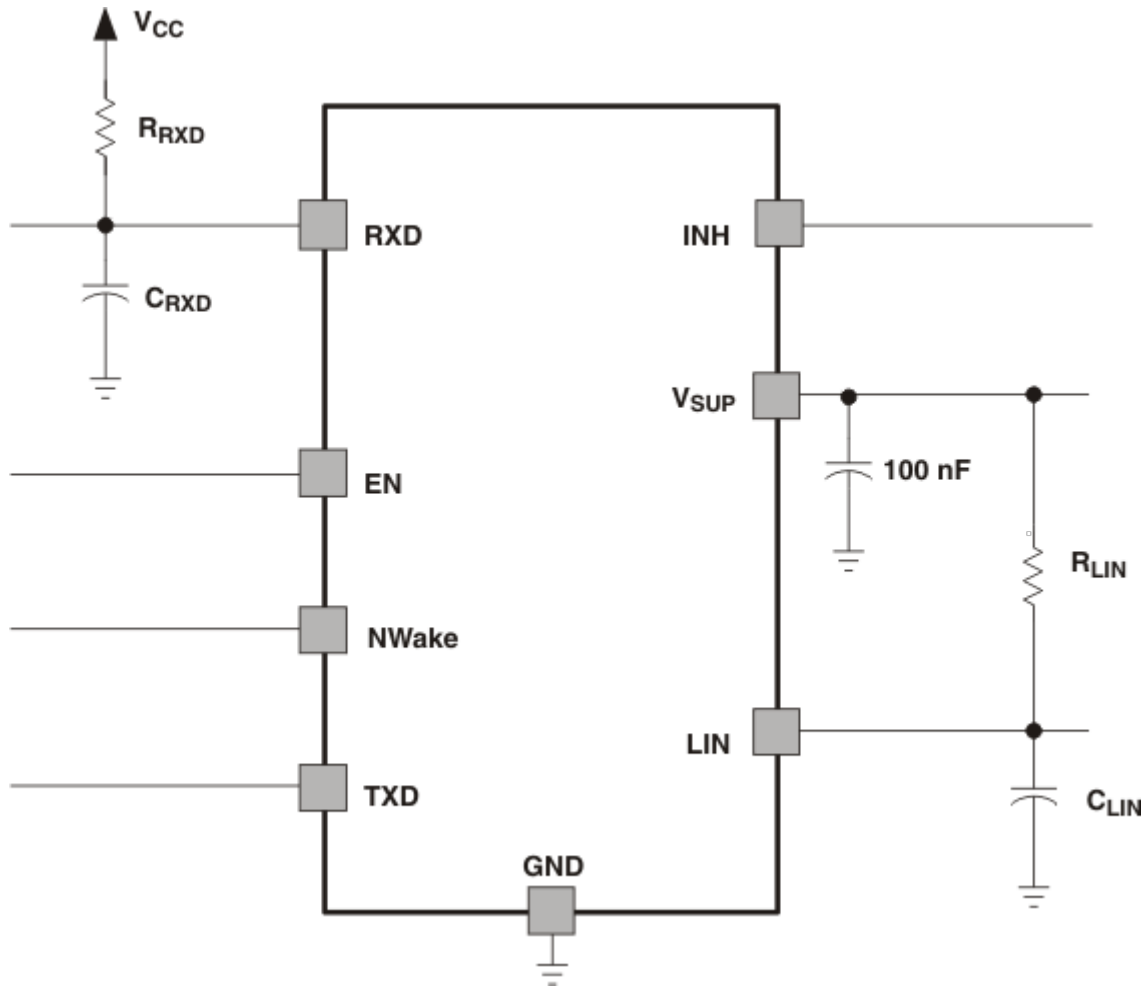 VCC
RRXD
RXD
INH
CRXD
VSUP
100 nF
EN
RLIN
NWake
LIN
TXD
CLIN
GND